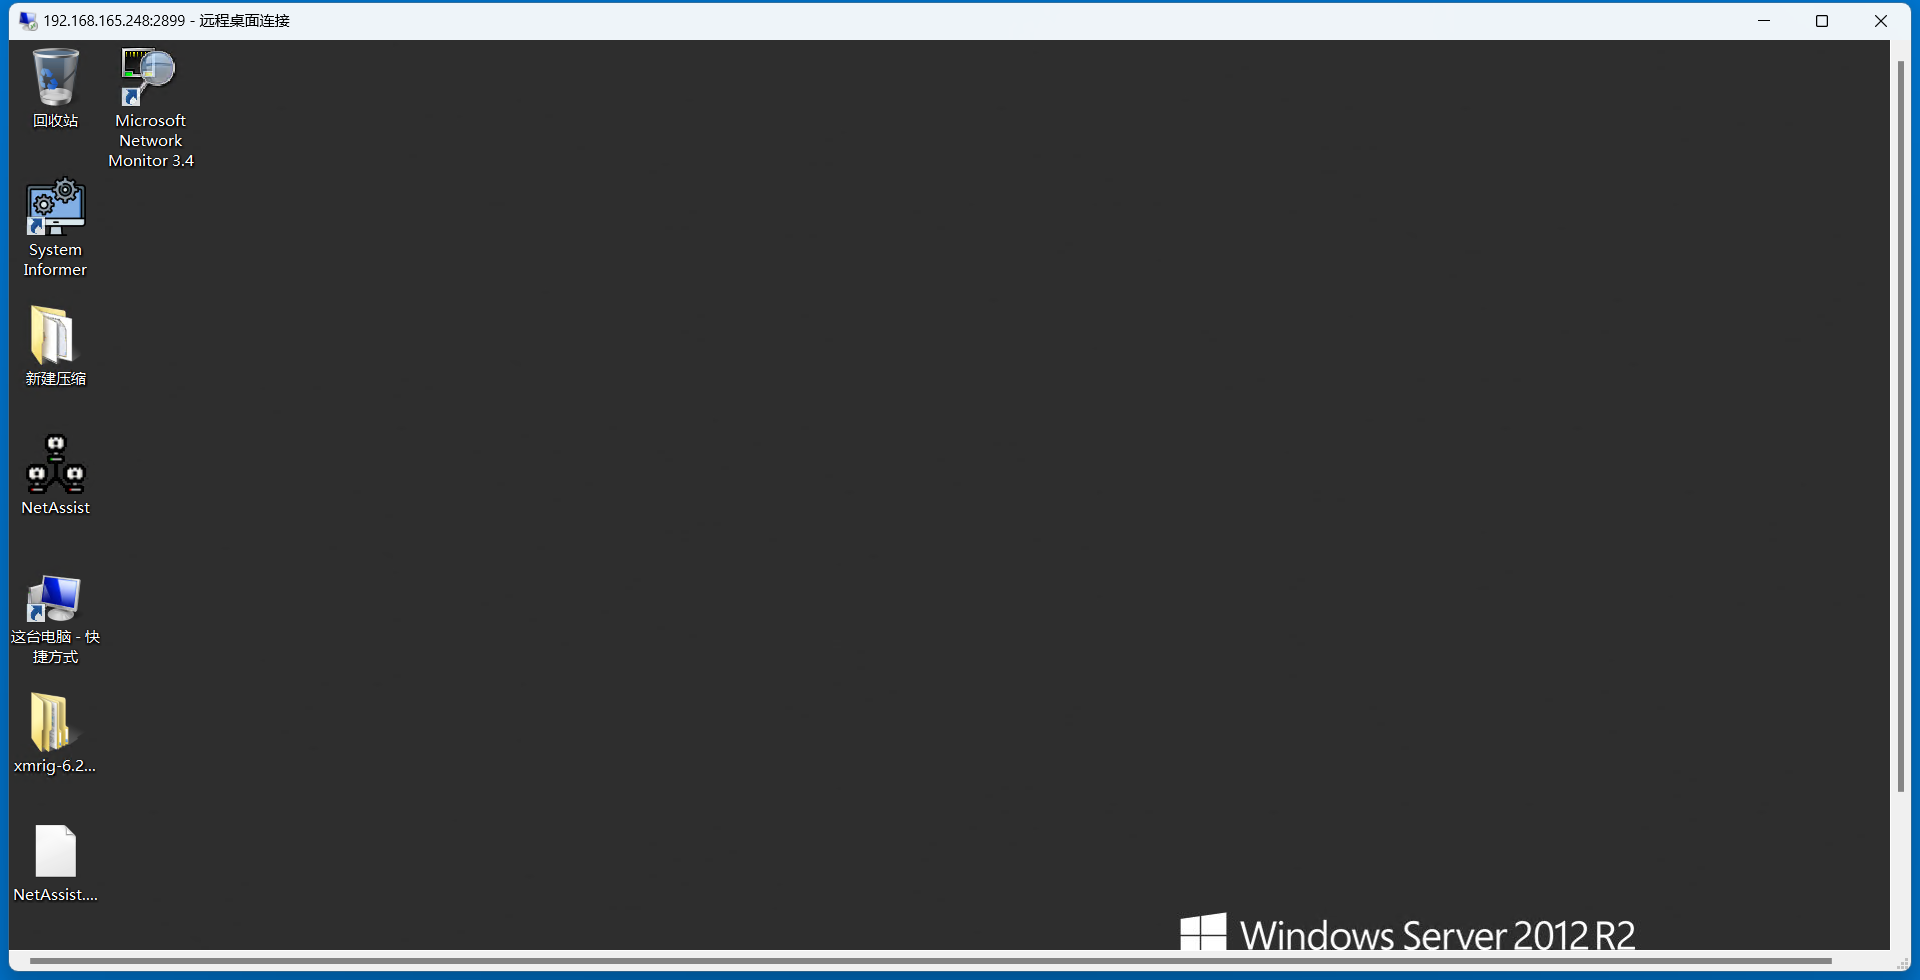 192.168.165.248:2899 - 远程桌面连接
回收站
Microsoft
Network
Monitor 3.4
System
Informer
新建压缩
NetAssist
这台电脑 - 快
捷方式
xmrig-6.2...
NetAssist....
Windows Server 2012 R2